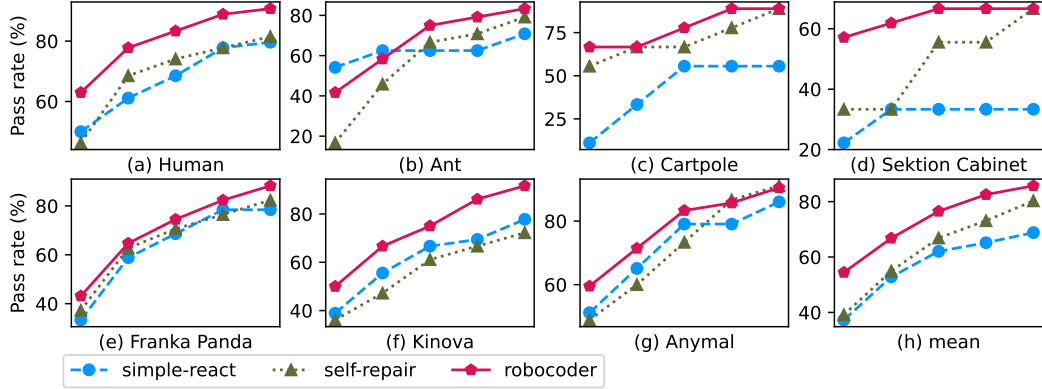 Pass rate (%)
80
60
(a) Human
80
60
40
20
(b) Ant
75
50
25
(c) Cartpole
60
40
20
(d) Sektion Cabinet
Pass rate (%)
80
60
40
(e) Franka Panda
80
60
40
(f) Kinova
80
60
(g) Anymal
80
60
40
(h) mean
simple-react self-repair robocoder